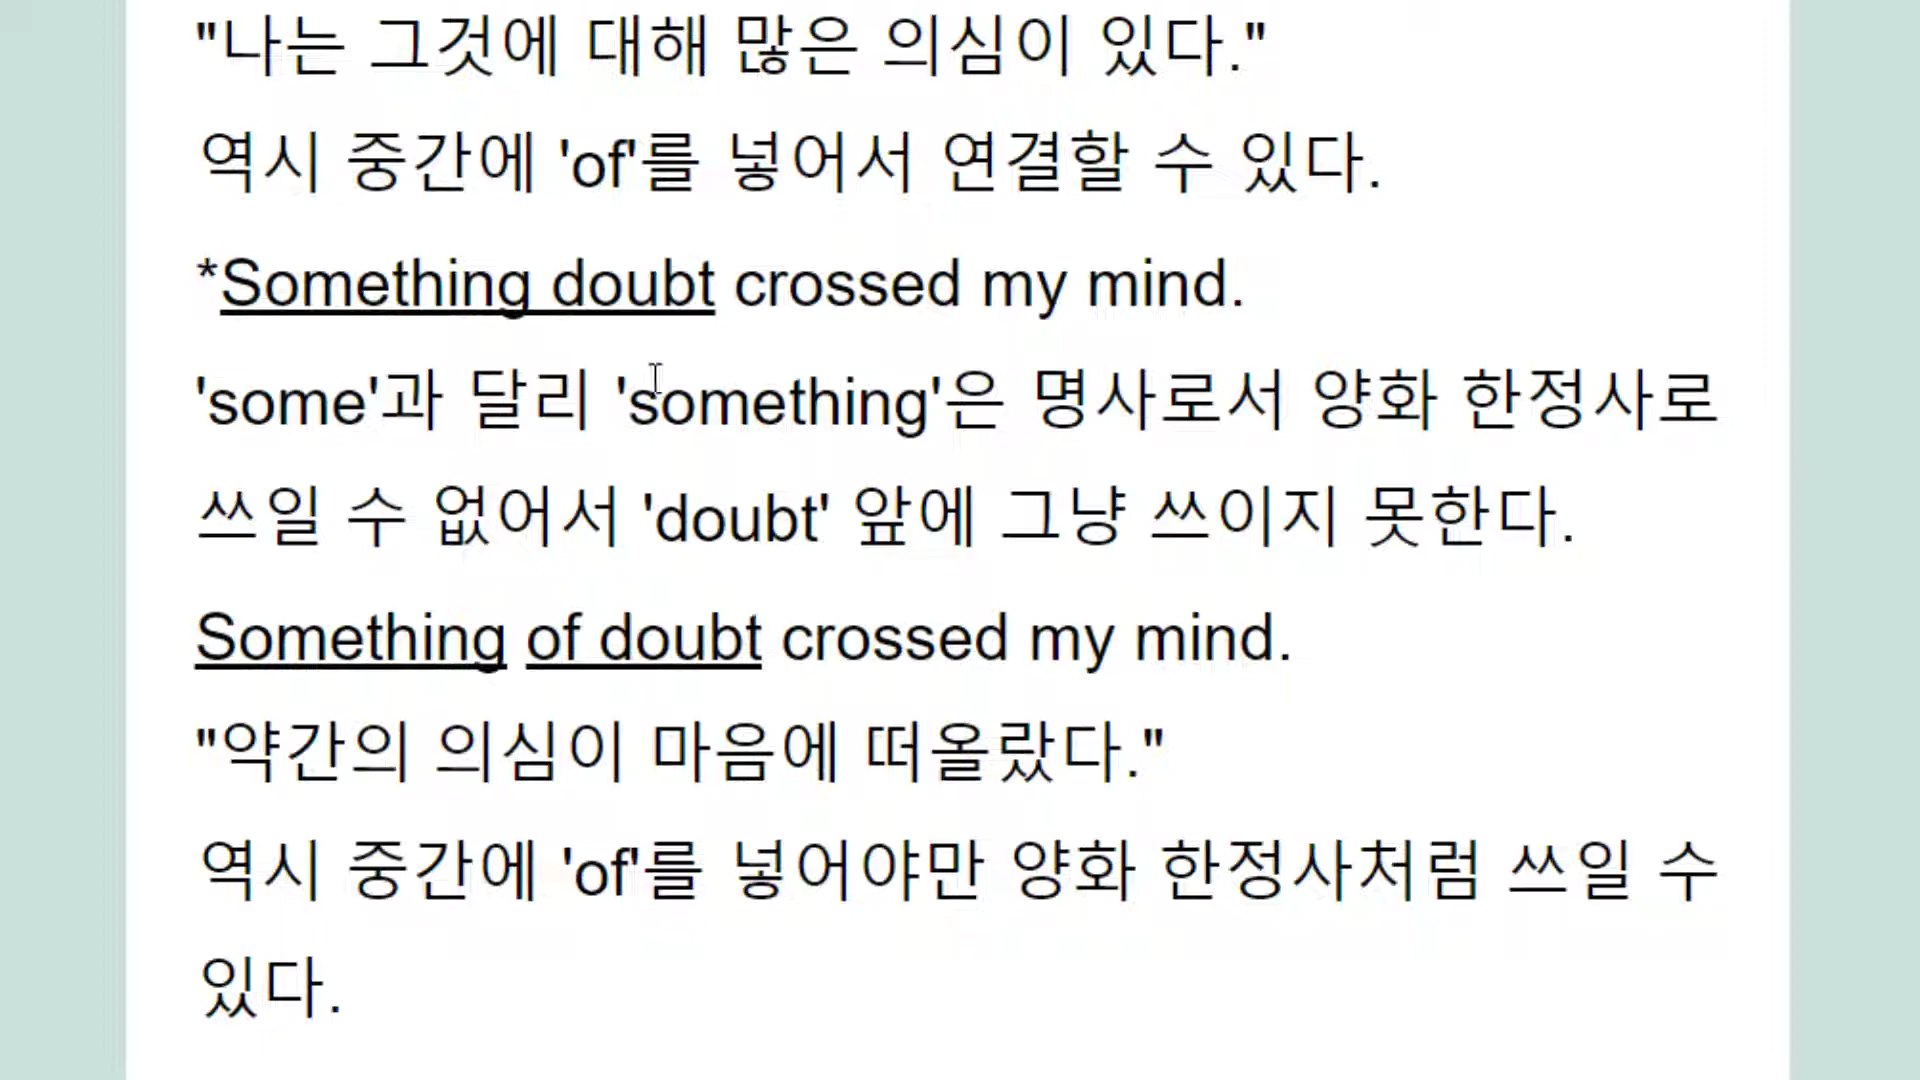 "나는 그것에 대해 많은 의심이 있다."
역시 중간에 'of'를 넣어서 연결할 수 있다.
*Something doubt crossed my mind.
'some'과 달리 'something'은 명사로서 양화 한정사로
쓰일 수 없어서 'doubt' 앞에 그냥 쓰이지 못한다.
Something of doubt crossed my mind.
"약간의 의심이 마음에 떠올랐다."
역시 중간에 'of'를 넣어야만 양화 한정사처럼 쓰일 수
있다.